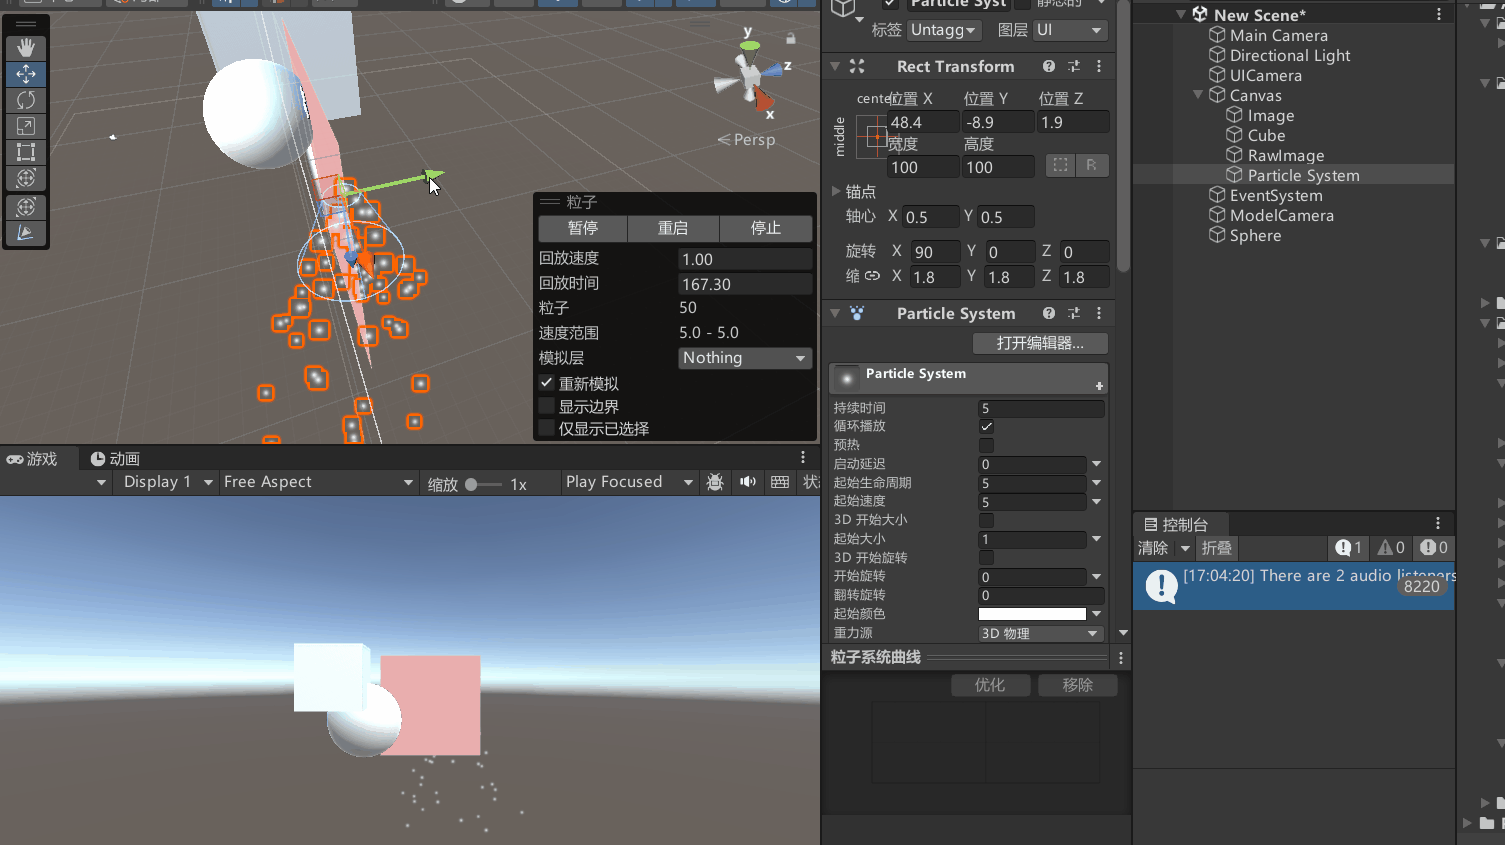 y
z
x
Persp
粒子
暂停 重启 停止
回放速度 1.00
回放时间 167.30
粒子 50
速度范围 5.0 - 5.0
模拟层 Nothing
重新模拟
显示边界
仅显示已选择
游戏 动画
Display 1 Free Aspect 缩放 1x Play Focused
Particle Syst
标签 Untagg 图层 UI
Rect Transform
center 位置 X 位置 Y 位置 Z
middle
48.4 -8.9 1.9
宽度 高度
100 100 R
锚点
轴心 X 0.5 Y 0.5
旋转 X 90 Y 0 Z 0
缩 X 1.8 Y 1.8 Z 1.8
Particle System
打开编辑器...
Particle System
持续时间 5
循环播放
预热
启动延迟 0
起始生命周期 5
起始速度 5
3D 开始大小
起始大小 1
3D 开始旋转
开始旋转 0
翻转旋转 0
起始颜色
重力源 3D 物理
粒子系统曲线
优化 移除
New Scene*
Main Camera
Directional Light
UICamera
Canvas
Image
Cube
RawImage
Particle System
EventSystem
ModelCamera
Sphere
控制台
清除 折叠 1 0 0
[17:04:20] There are 2 audio listeners
8220